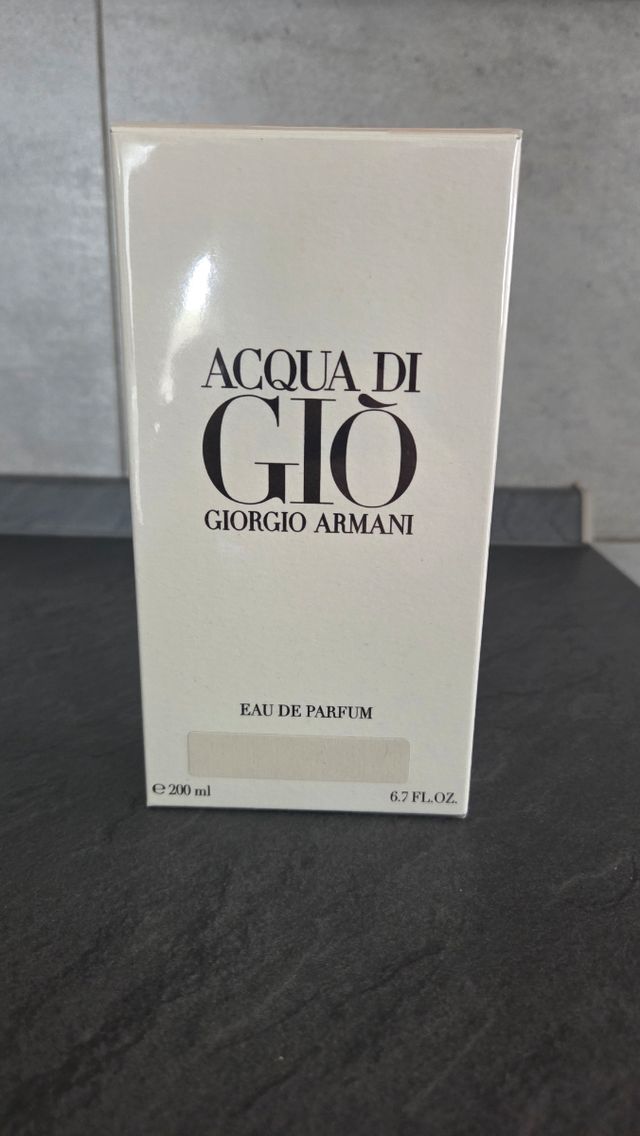 ACQUA DI
GIÒ
GIORGIO ARMANI
EAU DE PARFUM
℮ 200 ml
6.7 FL.OZ.